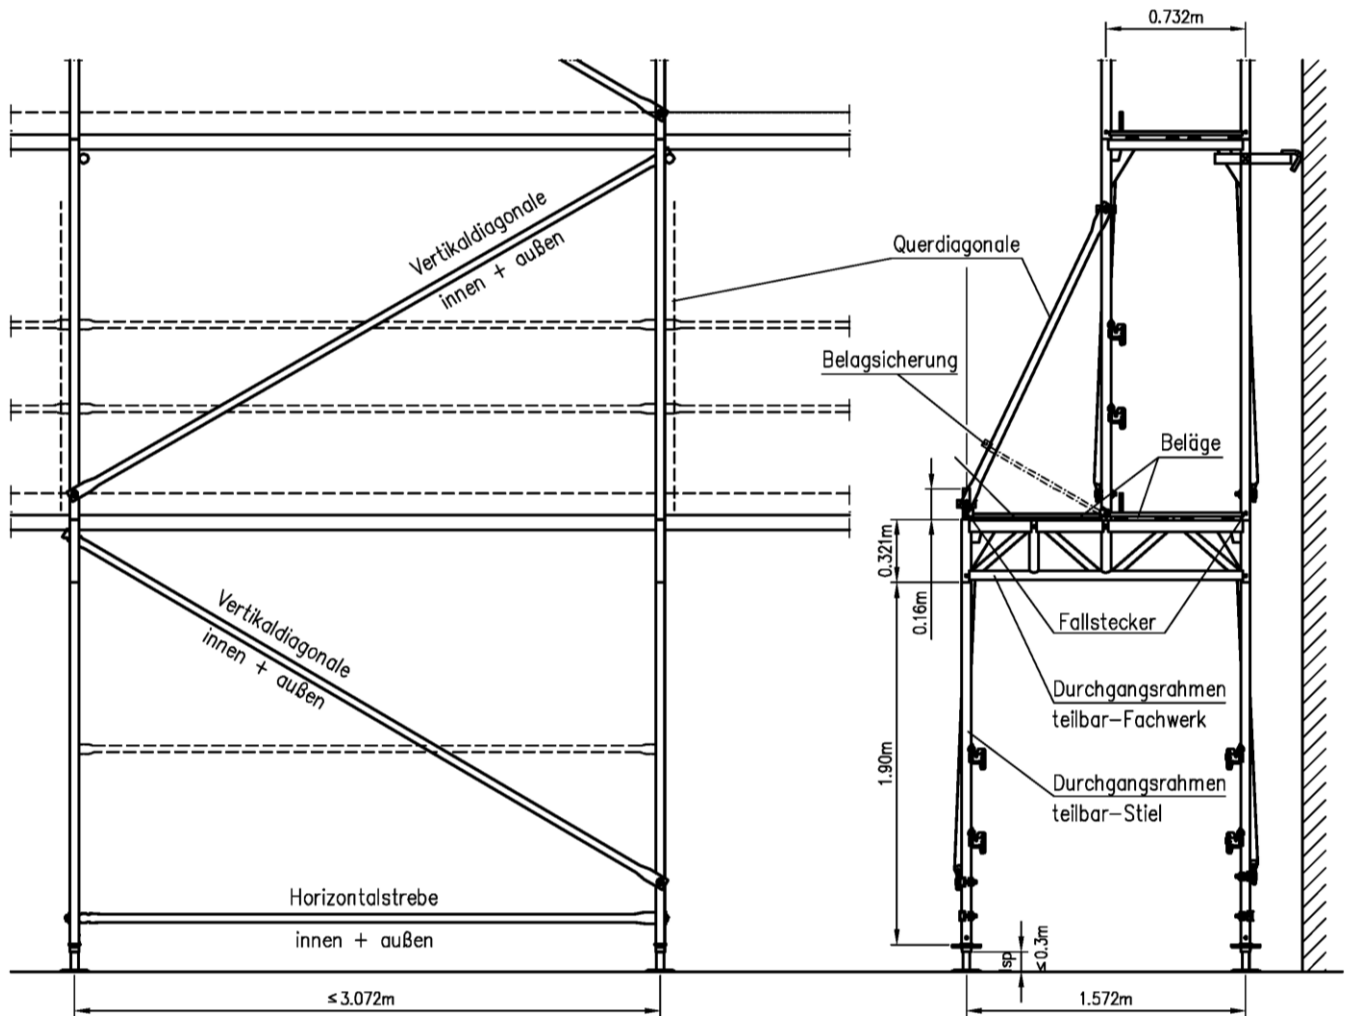 0.732m
Vertikaldiagonale
innen + außen
Querdiagonale
Belagsicherung
Beläge
0.321m
0.16m
Fallstecker
Vertikaldiagonale
innen + außen
Durchgangsrahmen
teilbar-Fachwerk
1.90m
Durchgangsrahmen
teilbar-Stiel
Horizontalstrebe
innen + außen
lsp
≤0.3m
≤3.072m
1.572m